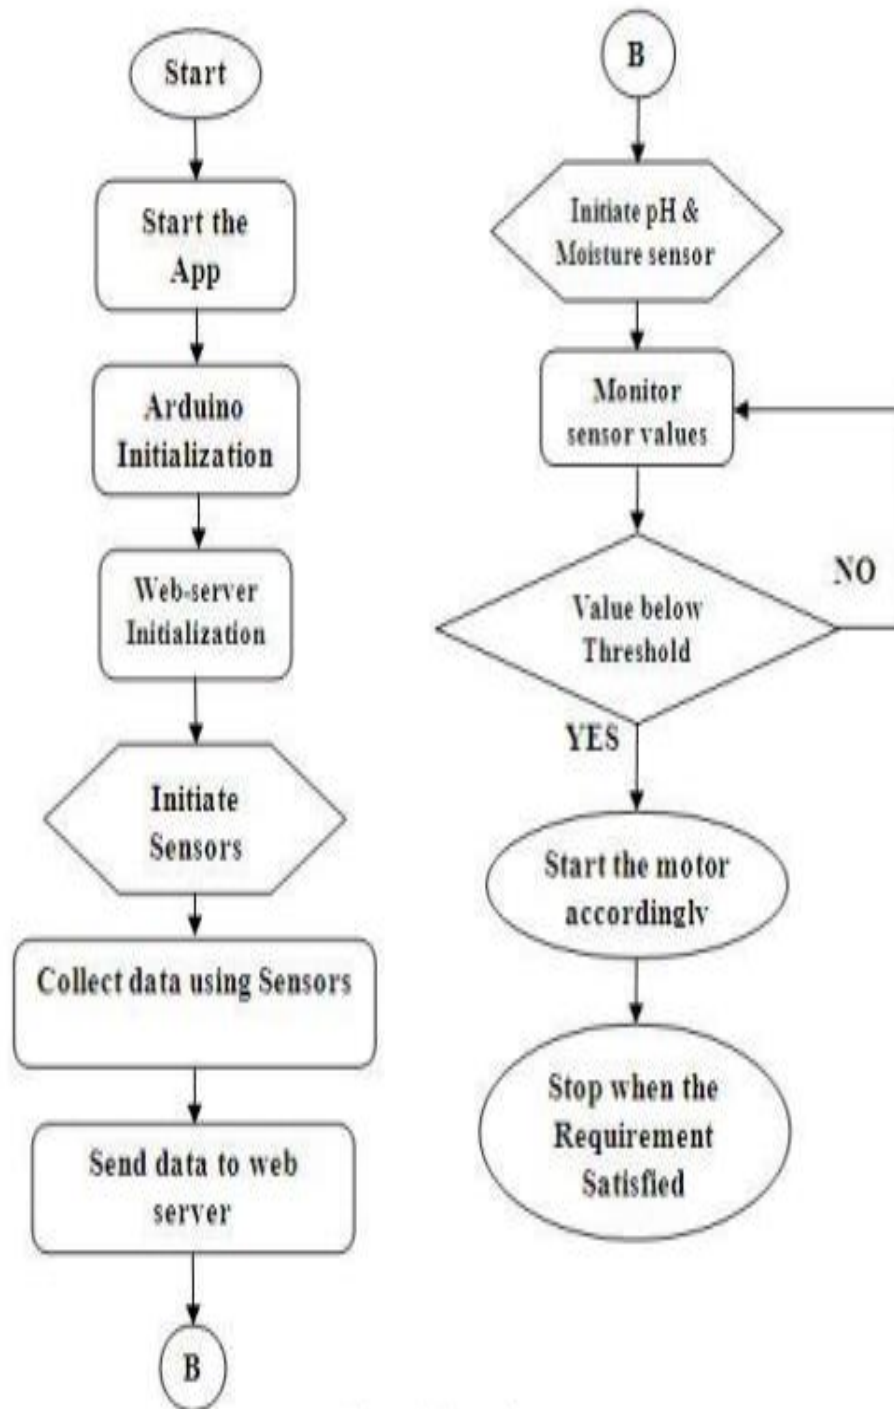 Start
Start the
App
Arduino
Initialization
Web-server
Initialization
Initiate
Sensors
Collect data using Sensors
Send data to web
server
B
B
Initiate pH &
Moisture sensor
Monitor
sensor values
Value below
Threshold
NO
YES
Start the motor
accordingly
Stop when the
Requirement
Satisfied